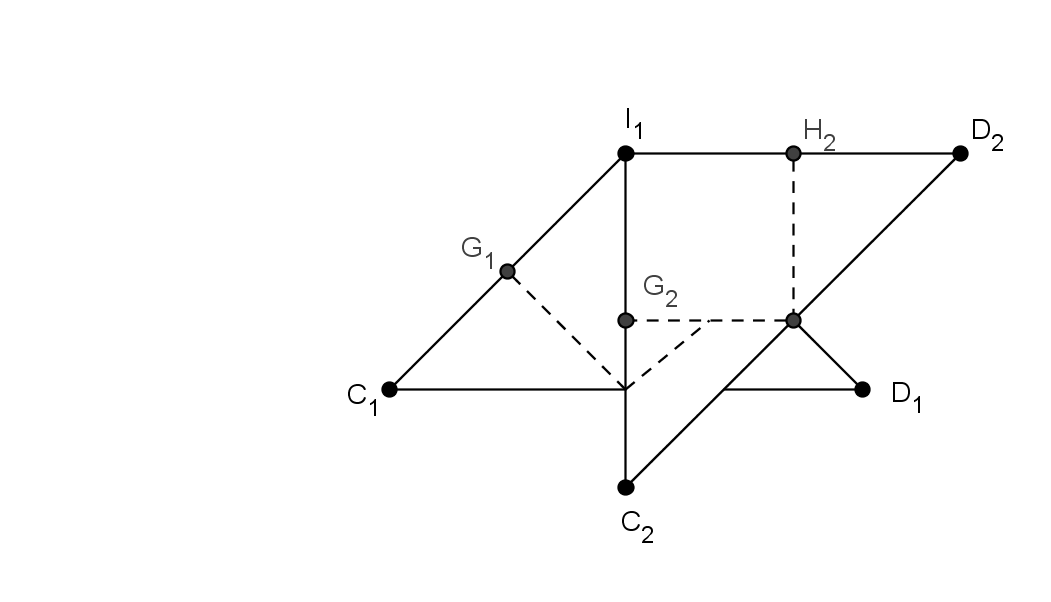 I₁
H₂
D₂
G₁
G₂
C₁
D₁
C₂